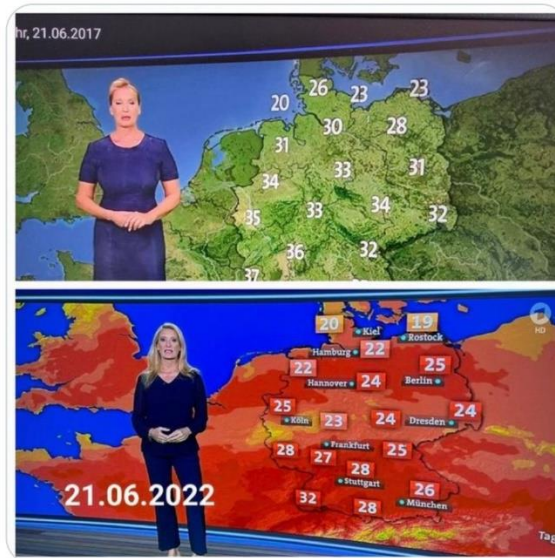 hr, 21.06.2017
26 23 23
20
30 28
31
33 31
34
35 33 34 32
36 32
37
20 19
Kiel
Rostock
Hamburg 22
22 25
Hannover 24 Berlin
25 24
Köln 23 24 Dresden
Frankfurt
28 27 25
28
Stuttgart
32 26
28 München
21.06.2022
HD
Tag